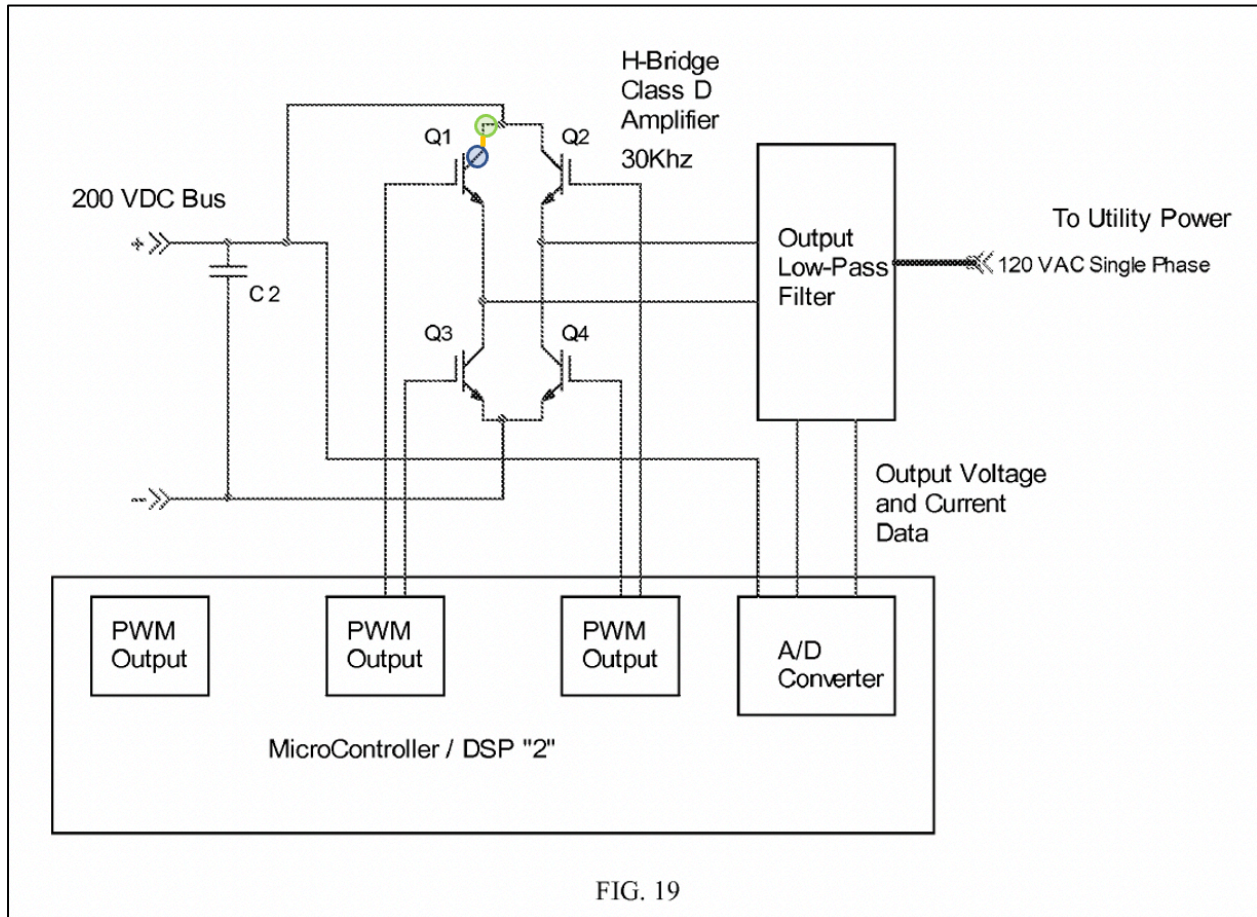 H-Bridge
Class D
Amplifier
30Khz
Q1
Q2
200 VDC Bus
+
C 2
Output
Low-Pass
Filter
To Utility Power
120 VAC Single Phase
Q3
Q4
-
Output Voltage
and Current
Data
PWM
Output
PWM
Output
PWM
Output
A/D
Converter
MicroController / DSP "2"
FIG. 19